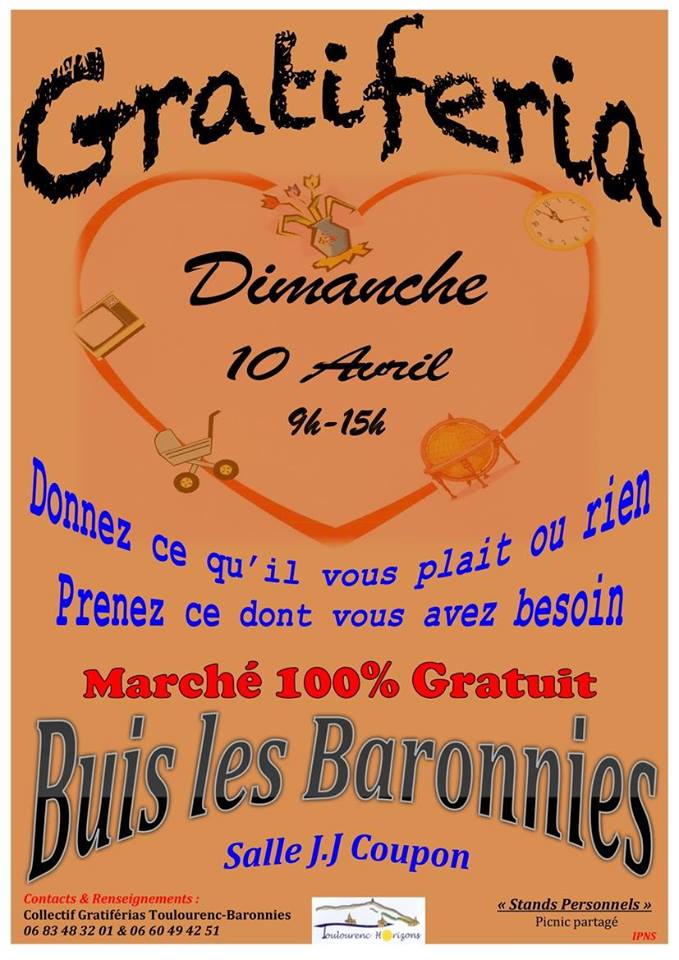 Gratiferia
Dimanche
10 Avril
9h-15h
Donnez ce qu'il vous plait ou rien
Prenez ce dont vous avez besoin
Marché 100% Gratuit
Buis les Baronnies
Salle J.J Coupon
Contacts & Renseignements :
Collectif Gratiférias Toulourenc-Baronnies
06 83 48 32 01 & 06 60 49 42 51
Toulourenc Horizons
« Stands Personnels »
Picnic partagé
IPNS